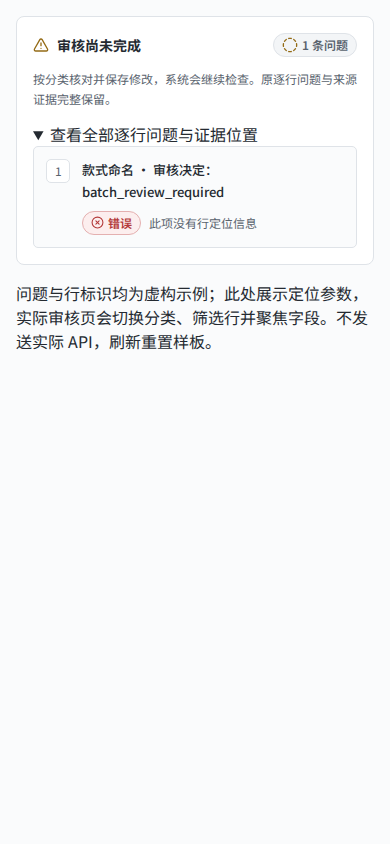 审核尚未完成
1 条问题
按分类核对并保存修改，系统会继续检查。原逐行问题与来源
证据完整保留。
▼ 查看全部逐行问题与证据位置
1
款式命名 · 审核决定：
batch_review_required
错误
此项没有行定位信息
问题与行标识均为虚构示例；此处展示定位参数，
实际审核页会切换分类、筛选行并聚焦字段。不发
送实际 API，刷新重置样板。